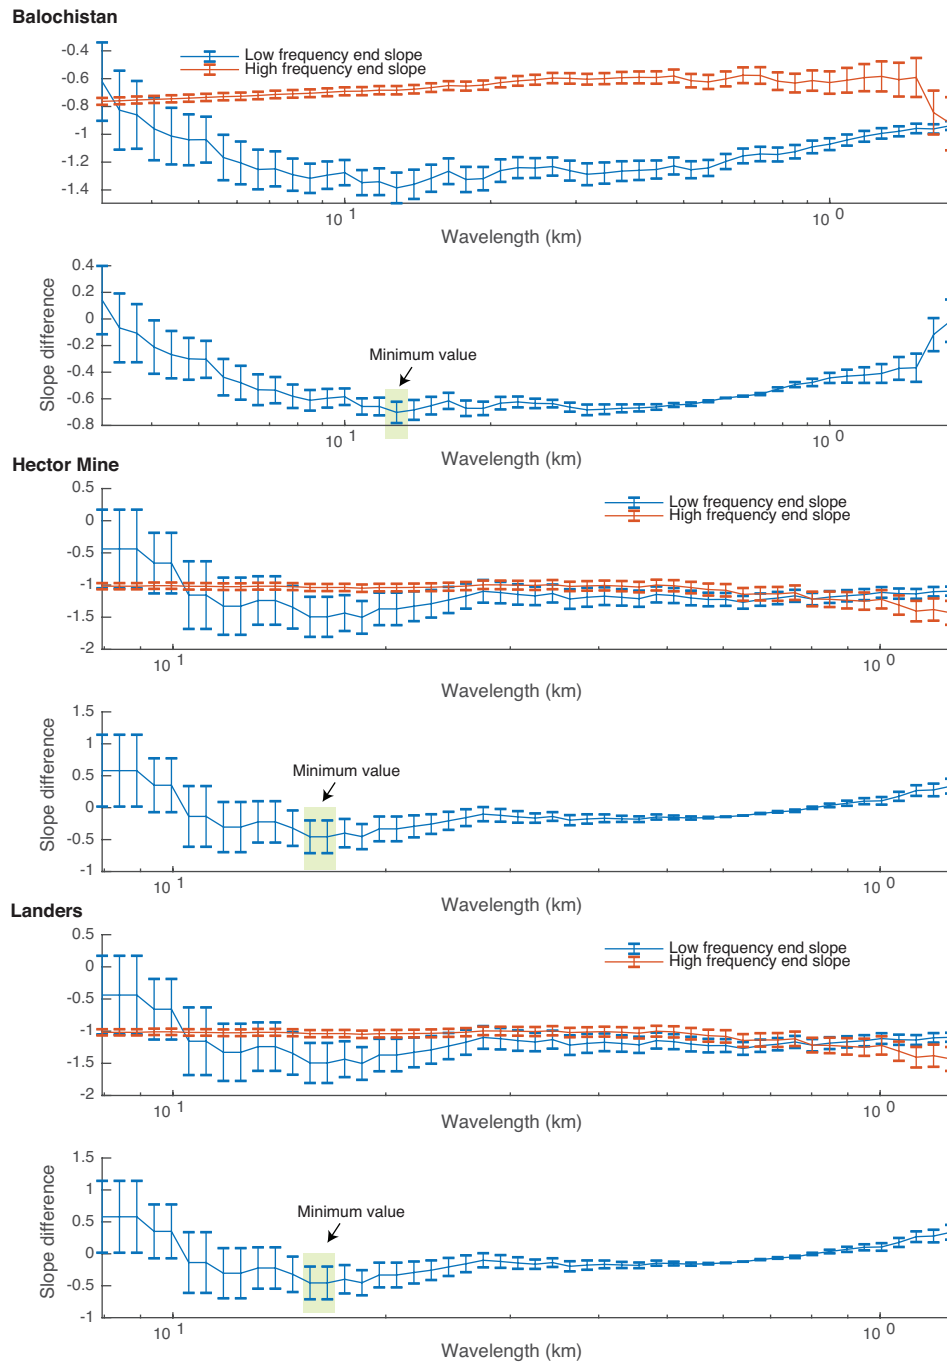 Balochistan
Low frequency end slope
High frequency end slope
-0.4
-0.6
-0.8
-1
-1.2
-1.4
10 1
10 0
Wavelength (km)
Slope difference
0.4
0.2
0
-0.2
-0.4
-0.6
-0.8
Minimum value
10 1
10 0
Wavelength (km)
Hector Mine
Low frequency end slope
High frequency end slope
0.5
0
-0.5
-1
-1.5
-2
10 1
10 0
Wavelength (km)
Slope difference
1.5
1
0.5
0
-0.5
-1
Minimum value
10 1
10 0
Wavelength (km)
Landers
Low frequency end slope
High frequency end slope
0.5
0
-0.5
-1
-1.5
-2
10 1
10 0
Wavelength (km)
Slope difference
1.5
1
0.5
0
-0.5
-1
Minimum value
10 1
10 0
Wavelength (km)